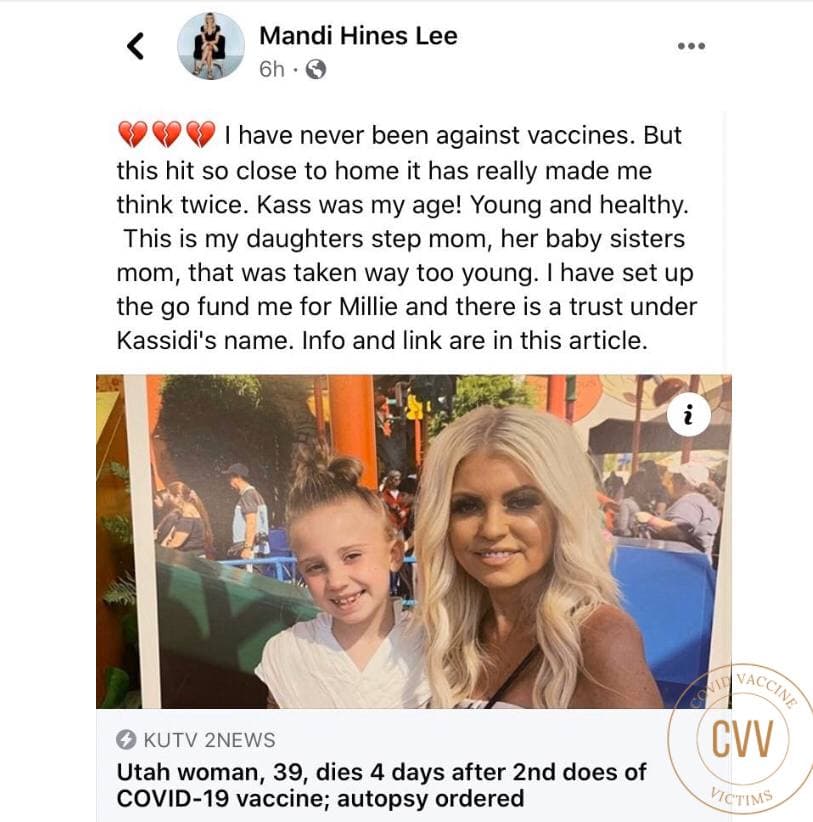 Mandi Hines Lee
6h ·
💔💔💔 I have never been against vaccines. But
this hit so close to home it has really made me
think twice. Kass was my age! Young and healthy.
This is my daughters step mom, her baby sisters
mom, that was taken way too young. I have set up
the go fund me for Millie and there is a trust under
Kassidi's name. Info and link are in this article.
i
KUTV 2NEWS
Utah woman, 39, dies 4 days after 2nd does of
COVID-19 vaccine; autopsy ordered
COVID VACCINE
CVV
VICTIMS